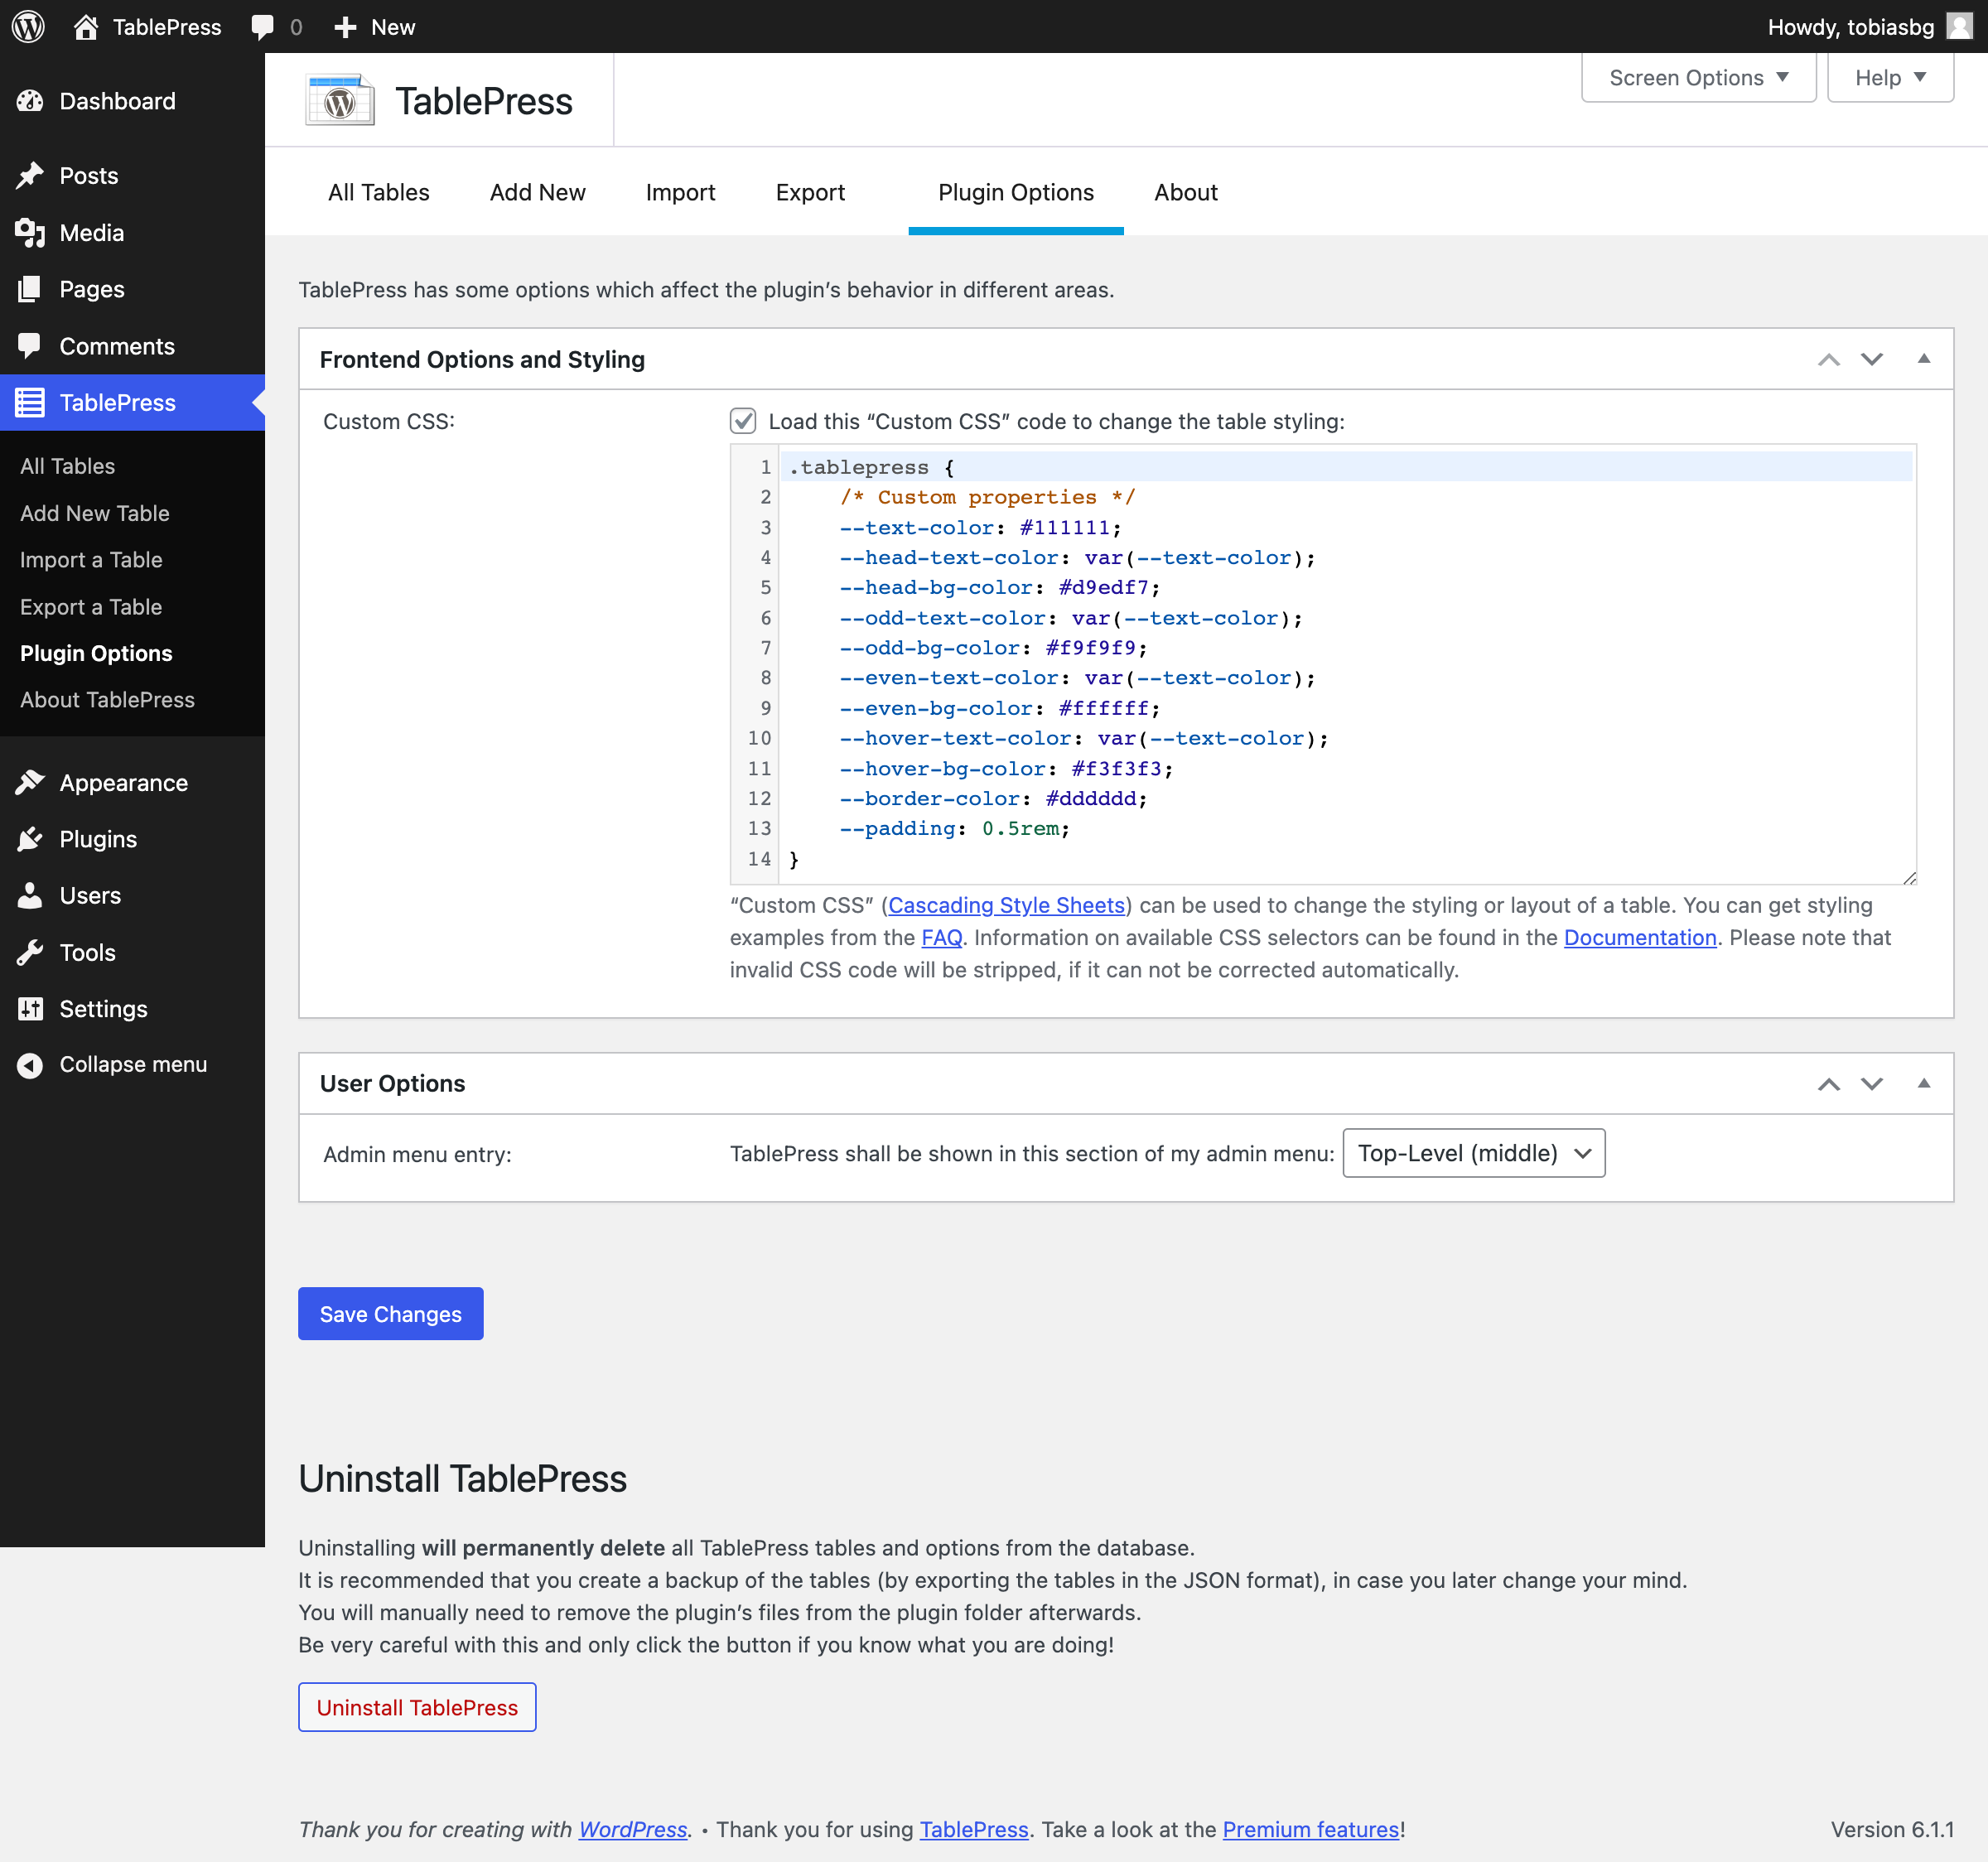 TablePress 0 New Howdy, tobiasbg
Dashboard
Posts
Media
Pages
Comments
TablePress
All Tables
Add New Table
Import a Table
Export a Table
Plugin Options
About TablePress
Appearance
Plugins
Users
Tools
Settings
Collapse menu
TablePress
Screen Options Help
All Tables Add New Import Export Plugin Options About
TablePress has some options which affect the plugin’s behavior in different areas.
Frontend Options and Styling
Custom CSS:
Load this “Custom CSS” code to change the table styling:
1 .tablepress {
2 /* Custom properties */
3 --text-color: #111111;
4 --head-text-color: var(--text-color);
5 --head-bg-color: #d9edf7;
6 --odd-text-color: var(--text-color);
7 --odd-bg-color: #f9f9f9;
8 --even-text-color: var(--text-color);
9 --even-bg-color: #ffffff;
10 --hover-text-color: var(--text-color);
11 --hover-bg-color: #f3f3f3;
12 --border-color: #dddddd;
13 --padding: 0.5rem;
14 }
“Custom CSS” (Cascading Style Sheets) can be used to change the styling or layout of a table. You can get styling
examples from the FAQ. Information on available CSS selectors can be found in the Documentation. Please note that
invalid CSS code will be stripped, if it can not be corrected automatically.
User Options
Admin menu entry:
TablePress shall be shown in this section of my admin menu: Top-Level (middle)
Save Changes
Uninstall TablePress
Uninstalling will permanently delete all TablePress tables and options from the database.
It is recommended that you create a backup of the tables (by exporting the tables in the JSON format), in case you later change your mind.
You will manually need to remove the plugin’s files from the plugin folder afterwards.
Be very careful with this and only click the button if you know what you are doing!
Uninstall TablePress
Thank you for creating with WordPress. • Thank you for using TablePress. Take a look at the Premium features! Version 6.1.1